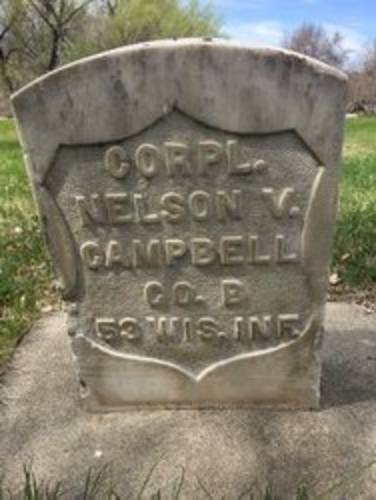 CORPL.
NELSON V.
CAMPBELL
CO. B
53 WIS. INF.